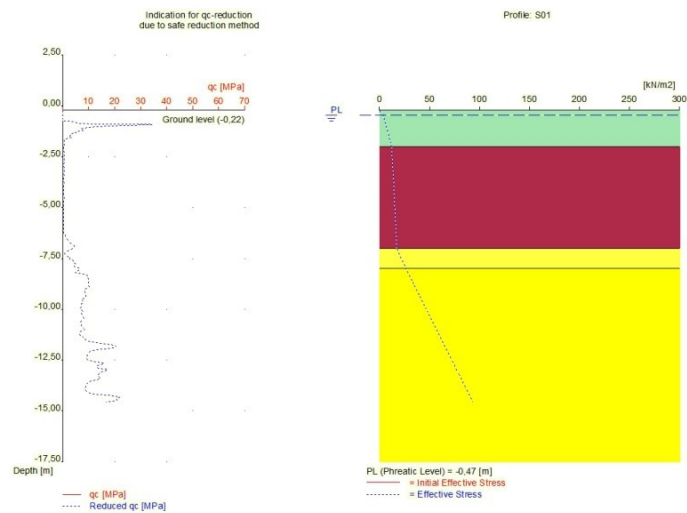 Indication for qc-reduction
due to safe reduction method
2,50
qc [MPa]
0,00 10 20 30 40 50 60 70
Ground level (-0,22)
-2,50
-5,00
-7,50
-10,00
-12,50
-15,00
-17,50
Depth [m]
qc [MPa]
Reduced qc [MPa]
Profile: S01
[kN/m2]
0 50 100 150 200 250 300
PL
PL (Phreatic Level) = -0,47 [m]
= Initial Effective Stress
= Effective Stress